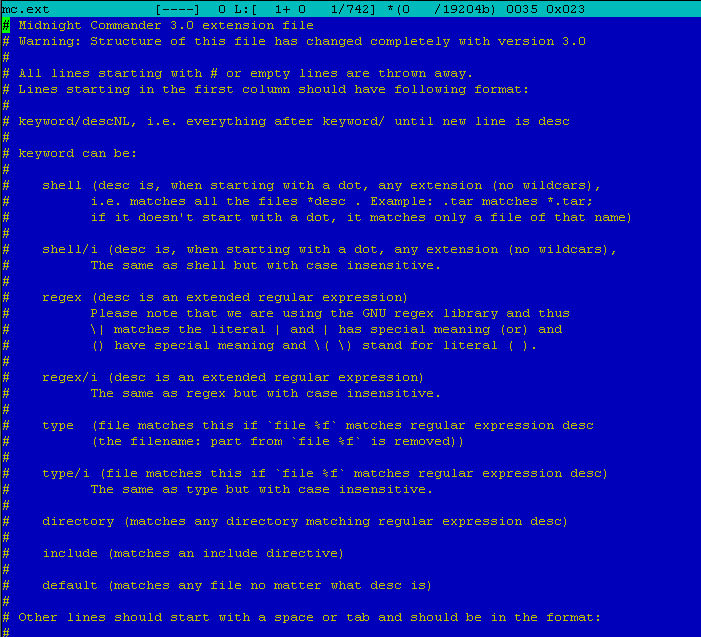 mc.ext [----] 0 L:[ 1+ 0 1/742] *(0 /19204b) 0035 0x023
# Midnight Commander 3.0 extension file
# Warning: Structure of this file has changed completely with version 3.0
#
# All lines starting with # or empty lines are thrown away.
# Lines starting in the first column should have following format:
#
# keyword/descNL, i.e. everything after keyword/ until new line is desc
#
# keyword can be:
#
#    shell (desc is, when starting with a dot, any extension (no wildcars),
#          i.e. matches all the files *desc . Example: .tar matches *.tar;
#          if it doesn't start with a dot, it matches only a file of that name)
#
#    shell/i (desc is, when starting with a dot, any extension (no wildcars),
#          The same as shell but with case insensitive.
#
#    regex (desc is an extended regular expression)
#          Please note that we are using the GNU regex library and thus
#          \| matches the literal | and | has special meaning (or) and
#          () have special meaning and \( \) stand for literal ( ).
#
#    regex/i (desc is an extended regular expression)
#          The same as regex but with case insensitive.
#
#    type  (file matches this if `file %f` matches regular expression desc
#          (the filename: part from `file %f` is removed))
#
#    type/i (file matches this if `file %f` matches regular expression desc)
#          The same as type but with case insensitive.
#
#    directory (matches any directory matching regular expression desc)
#
#    include (matches an include directive)
#
#    default (matches any file no matter what desc is)
#
# Other lines should start with a space or tab and should be in the format:
#